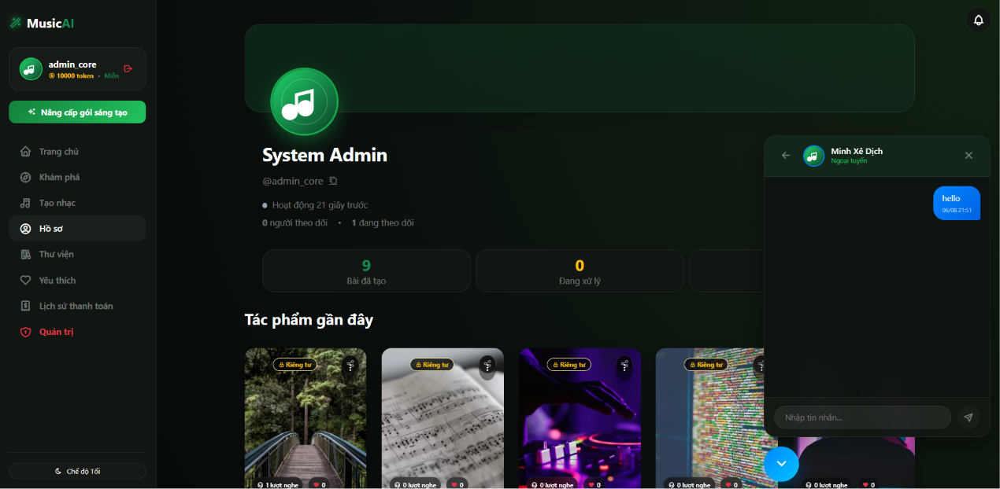 MusicAI
admin_core
10000 token • Miễn
Nâng cấp gói sáng tạo
Trang chủ
Khám phá
Tạo nhạc
Hồ sơ
Thư viện
Yêu thích
Lịch sử thanh toán
Quản trị
Chế độ Tối
System Admin
@admin_core
Hoạt động 21 giây trước
0 người theo dõi • 1 đang theo dõi
9
Bài đã tạo
0
Đang xử lý
Tác phẩm gần đây
Riêng tư
1 lượt nghe
0
Riêng tư
0 lượt nghe
0
Riêng tư
0 lượt nghe
0
Riêng tư
0 lượt nghe
0
0 lượt nghe
0
Minh Xê Dịch
Ngoại tuyến
hello
06/08 21:51
Nhập tin nhắn...